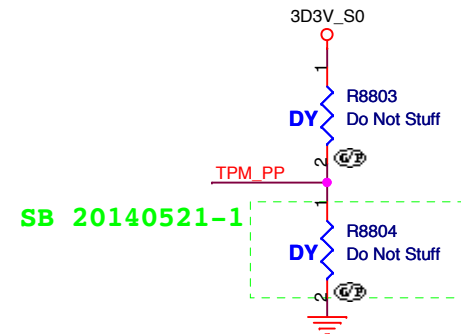 3D3V_S0
1
R8803
DY Do Not Stuff
2 G/P
TPM_PP
SB 20140521-1
1
R8804
DY Do Not Stuff
2 G/P